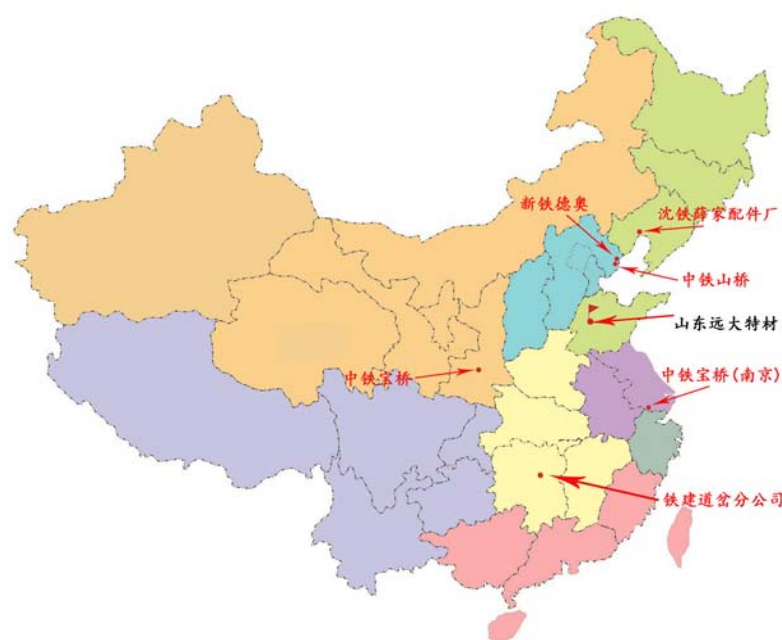 新铁德奥
沈铁薛家配件厂
中铁山桥
山东远大特材
中铁宝桥
中铁宝桥(南京)
铁建道岔分公司